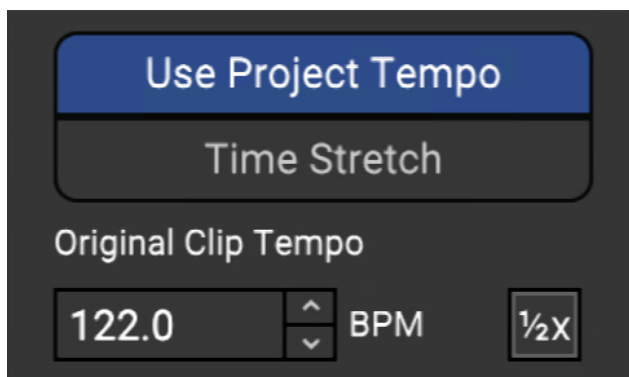 Use Project Tempo
Time Stretch
Original Clip Tempo
122.0 BPM ½x